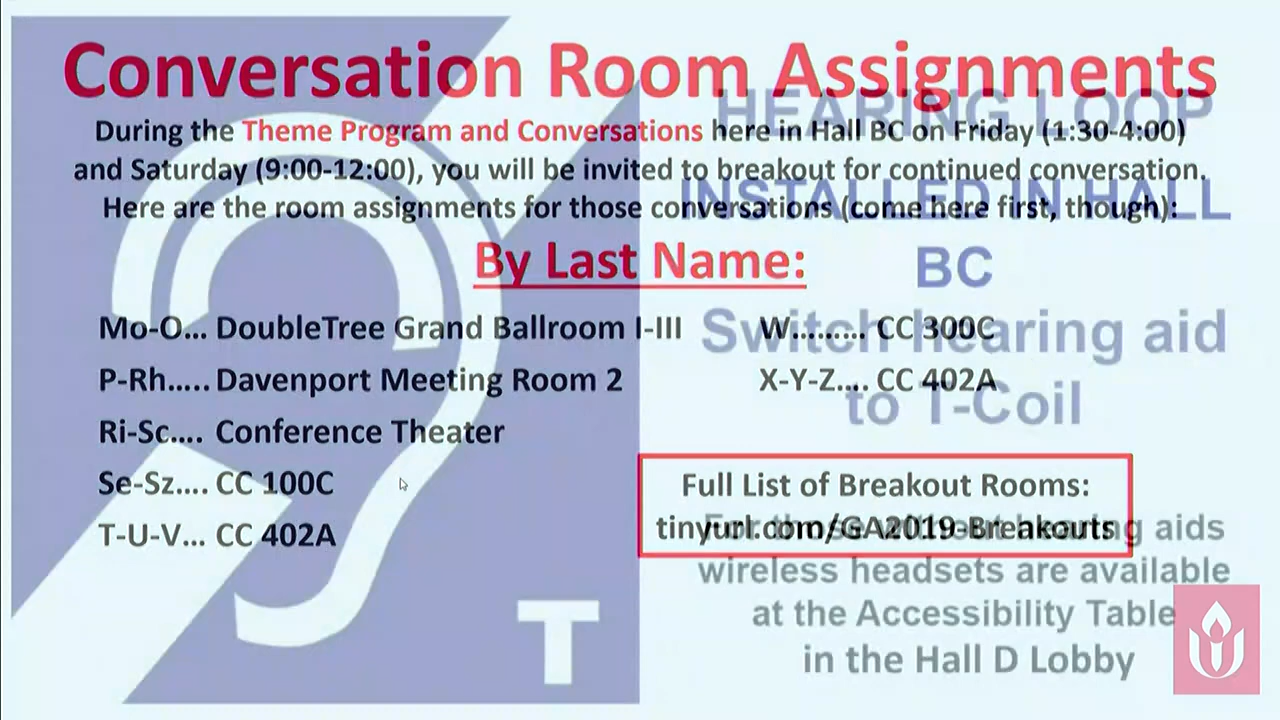 Conversation Room Assignments
During the Theme Program and Conversations here in Hall BC on Friday (1:30-4:00)
and Saturday (9:00-12:00), you will be invited to breakout for continued conversation.
Here are the room assignments for those conversations (come here first, though):
By Last Name:
Mo-O... DoubleTree Grand Ballroom I-III
P-Rh..... Davenport Meeting Room 2
Ri-Sc.... Conference Theater
Se-Sz.... CC 100C
T-U-V... CC 402A
W......... CC 300C
X-Y-Z.... CC 402A
Full List of Breakout Rooms:
tinyurl.com/GA2019-Breakouts
HEARING LOOP
INSTALLED IN HALL
BC
Switch hearing aid
to T-Coil
For those without hearing aids
wireless headsets are available
at the Accessibility Table
in the Hall D Lobby
T